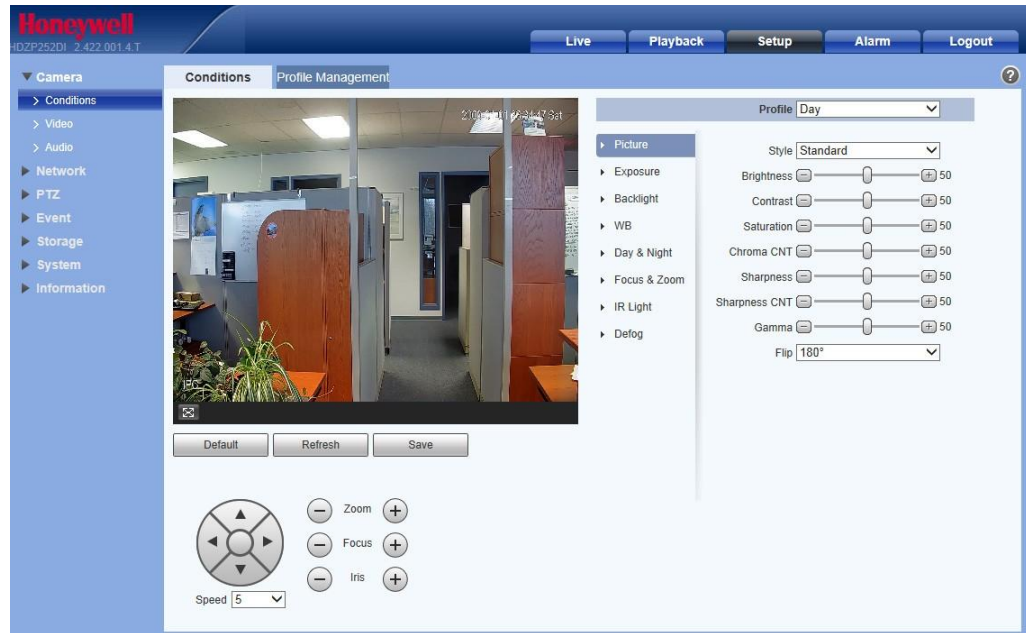 Honeywell
HDZP252DI 2.422.001.4.T
Live
Playback
Setup
Alarm
Logout
Camera
Conditions
Video
Audio
Network
PTZ
Event
Storage
System
Information
Conditions
Profile Management
?
Sat
IPC
Default
Refresh
Save
Zoom
Focus
Iris
Speed 5
Profile Day
Picture
Exposure
Backlight
WB
Day & Night
Focus & Zoom
IR Light
Defog
Style Standard
Brightness 50
Contrast 50
Saturation 50
Chroma CNT 50
Sharpness 50
Sharpness CNT 50
Gamma 50
Flip 180°